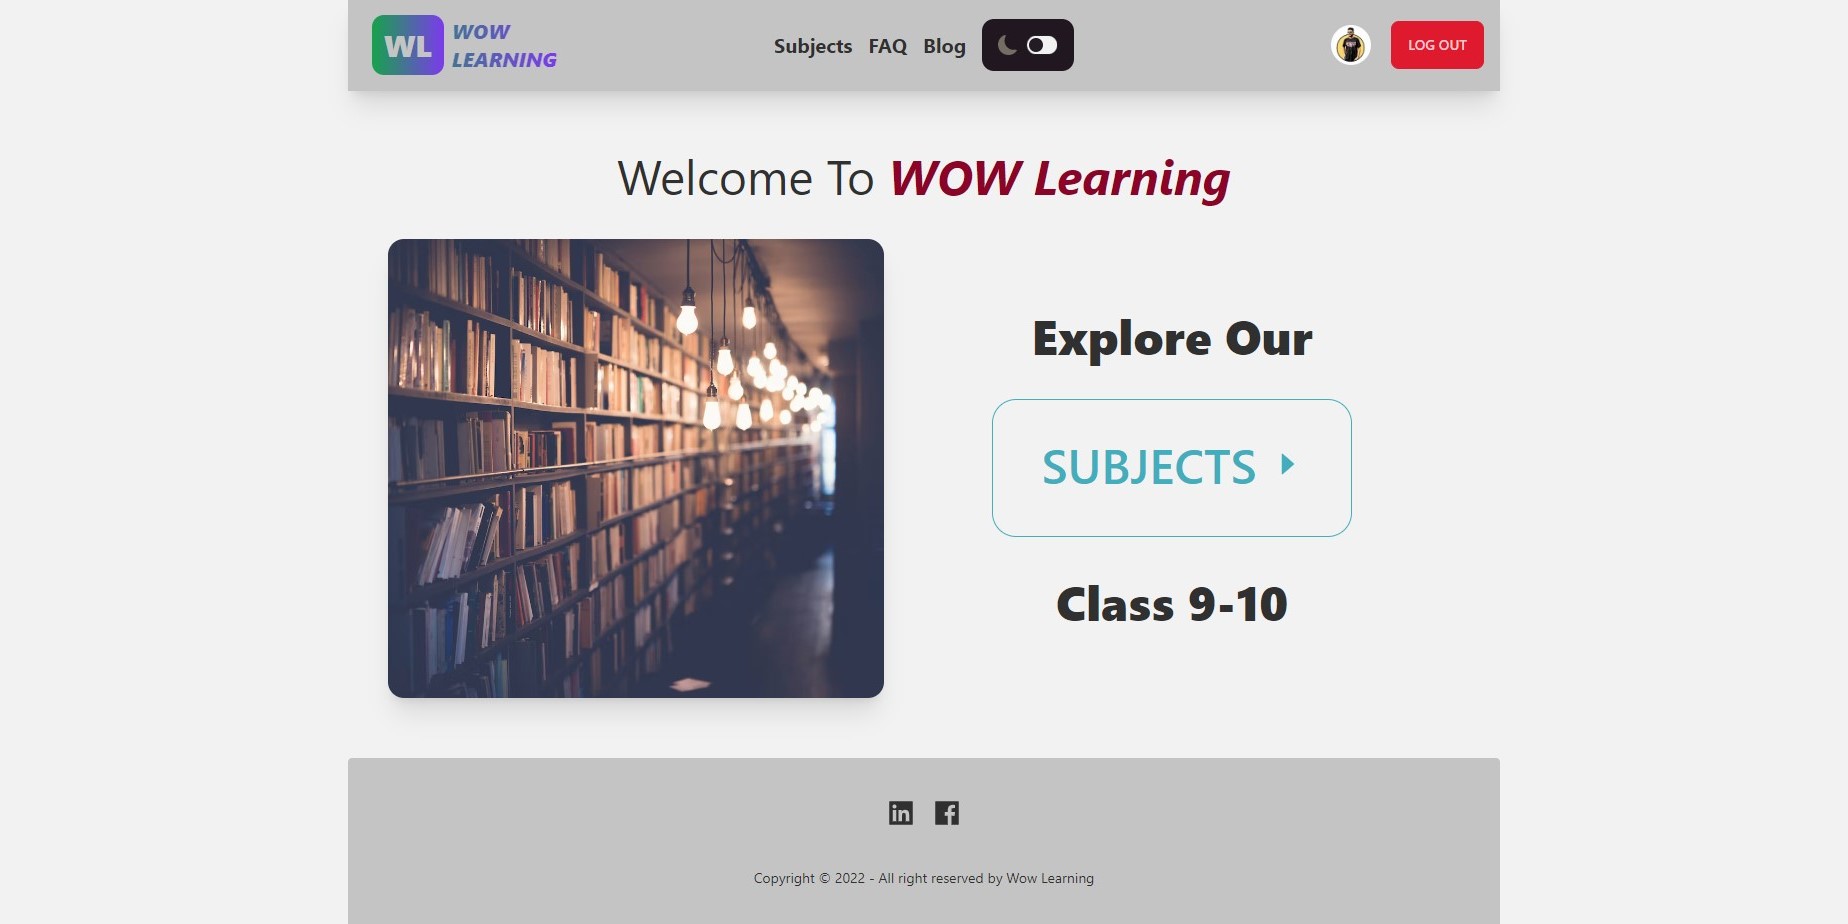 WL
WOW
LEARNING
Subjects FAQ Blog
LOG OUT
Welcome To WOW Learning
Explore Our
SUBJECTS
Class 9-10
in f
Copyright © 2022 - All right reserved by Wow Learning